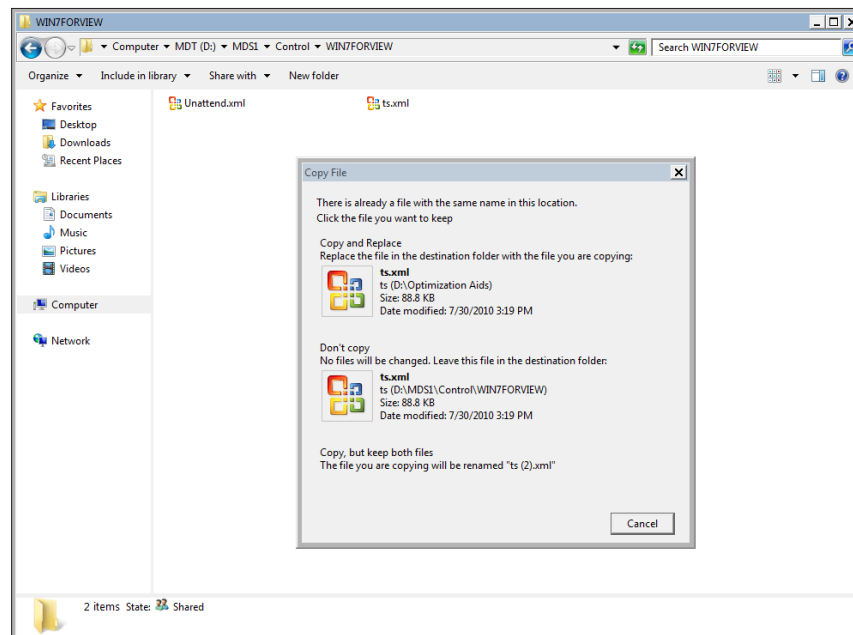 WIN7FORVIEW
Computer MDT (D:) MDS1 Control WIN7FORVIEW Search WIN7FORVIEW
Organize Include in library Share with New folder
Favorites
Desktop
Downloads
Recent Places
Libraries
Documents
Music
Pictures
Videos
Computer
Network
Unattend.xml ts.xml
Copy File
There is already a file with the same name in this location.
Click the file you want to keep
Copy and Replace
Replace the file in the destination folder with the file you are copying:
ts.xml
ts (D:\Optimization Aids)
Size: 88.8 KB
Date modified: 7/30/2010 3:19 PM
Don't copy
No files will be changed. Leave this file in the destination folder:
ts.xml
ts (D:\MDS1\Control\WIN7FORVIEW)
Size: 88.8 KB
Date modified: 7/30/2010 3:19 PM
Copy, but keep both files
The file you are copying will be renamed "ts (2).xml"
Cancel
2 items State: Shared